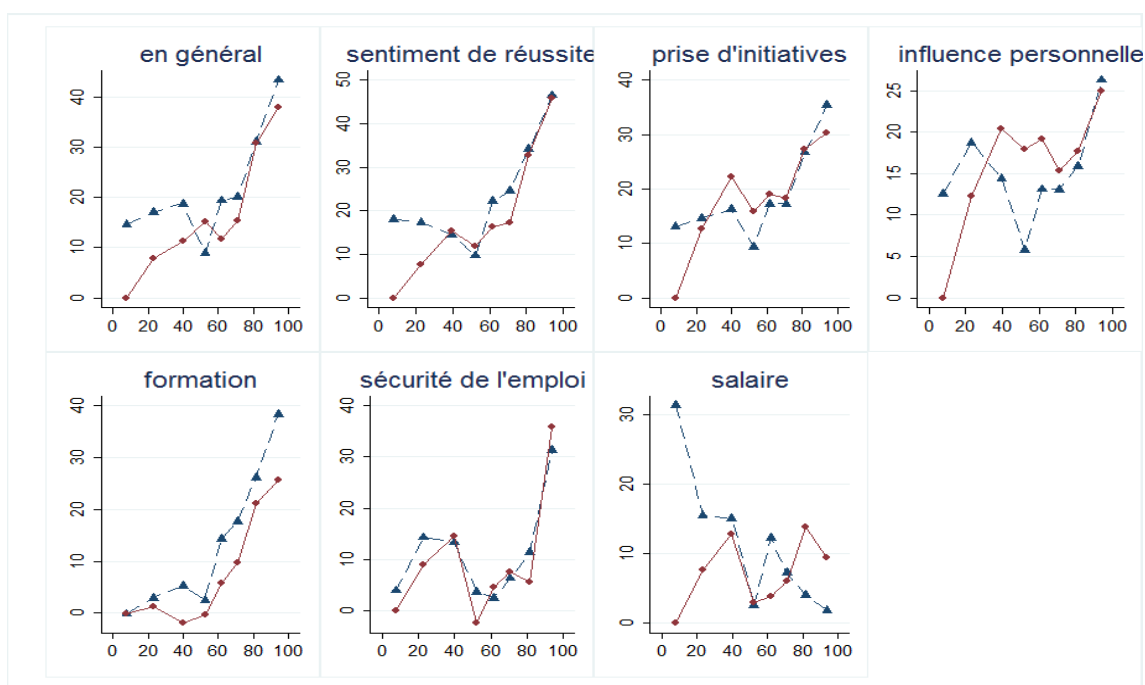 en général
40
30
20
10
0
0 20 40 60 80 100
sentiment de réussite
50
40
30
20
10
0
0 20 40 60 80 100
prise d'initiatives
40
30
20
10
0
0 20 40 60 80 100
influence personnelle
25
20
15
10
5
0
0 20 40 60 80 100
formation
40
30
20
10
0
0 20 40 60 80 100
sécurité de l'emploi
40
30
20
10
0
0 20 40 60 80 100
salaire
30
20
10
0
0 20 40 60 80 100